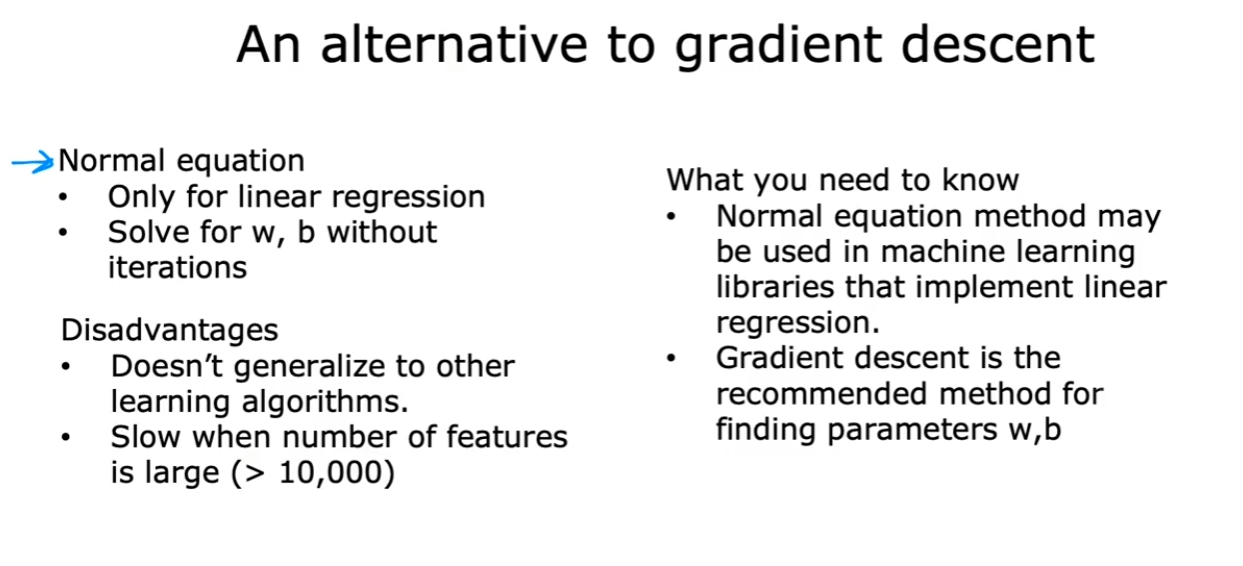 An alternative to gradient descent
Normal equation
• Only for linear regression
• Solve for w, b without
iterations
Disadvantages
• Doesn’t generalize to other
learning algorithms.
• Slow when number of features
is large (> 10,000)
What you need to know
• Normal equation method may
be used in machine learning
libraries that implement linear
regression.
• Gradient descent is the
recommended method for
finding parameters w,b